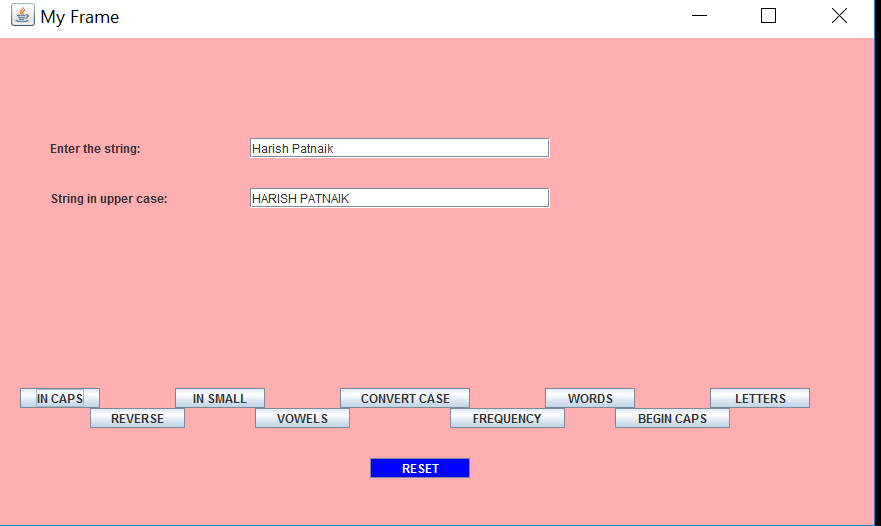 My Frame
Enter the string: Harish Patnaik
String in upper case: HARISH PATNAIK
IN CAPS IN SMALL CONVERT CASE WORDS LETTERS
REVERSE VOWELS FREQUENCY BEGIN CAPS
RESET